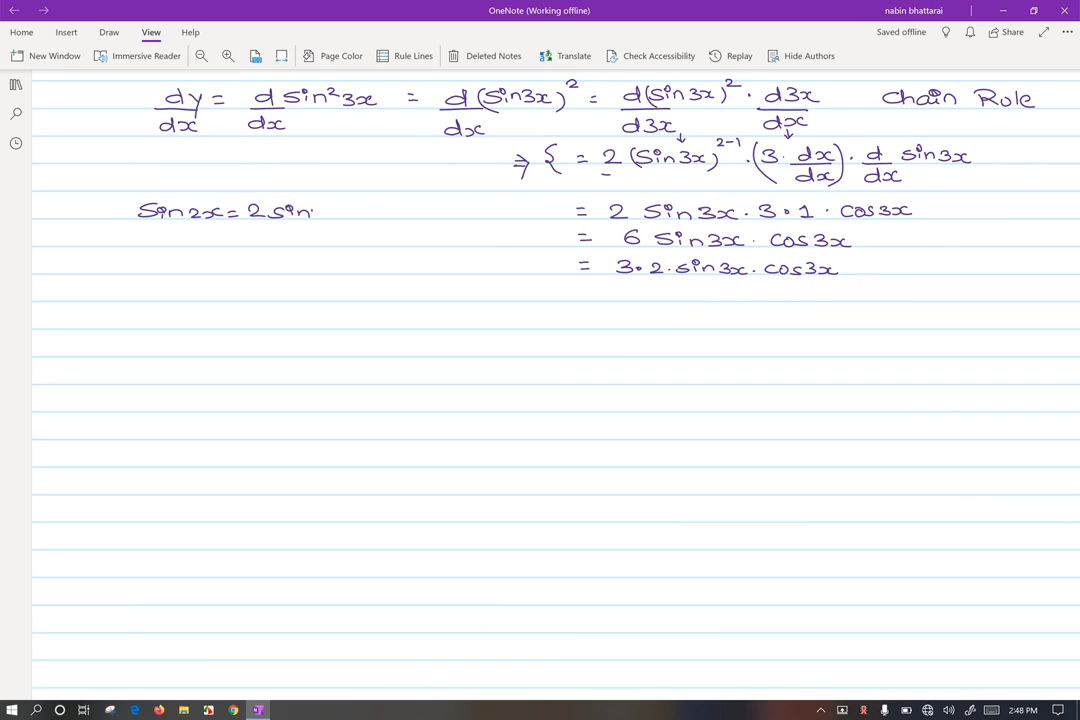 OneNote (Working offline)
nabin bhattarai
Home Insert Draw View Help
Saved offline Share
New Window Immersive Reader Page Color Rule Lines Deleted Notes Translate Check Accessibility Replay Hide Authors
dy/dx = d/dx sin²3x = d(sin3x)²/dx = d(sin3x)²/d3x · d3x/dx Chain Rule
⇒ { = 2 (sin3x)²⁻¹ · (3· dx/dx) · d/dx sin3x
sin2x = 2 sin
= 2 sin3x · 3 · 1 · cos3x
= 6 sin3x · cos3x
= 3 · 2 · sin3x · cos3x
2:48 PM